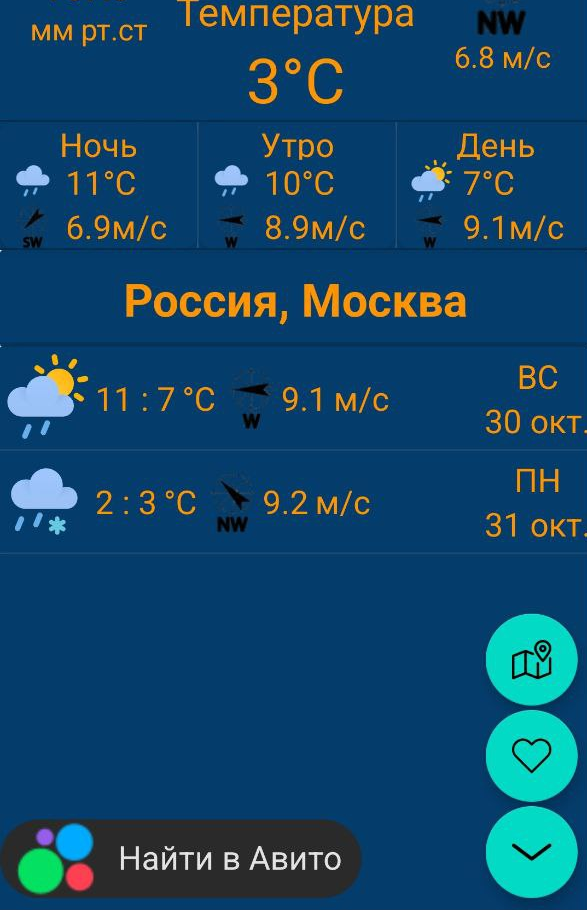 Температура
мм рт.ст
NW
3°C
6.8 м/с
Ночь
11°C
SW
6.9м/с
Утро
10°C
W
8.9м/с
День
7°C
W
9.1м/с
Россия, Москва
11 : 7 °C
W
9.1 м/с
ВС
30 окт.
2 : 3 °C
NW
9.2 м/с
ПН
31 окт.
Найти в Авито